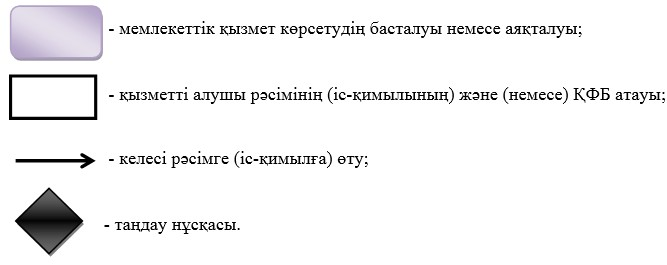 - мемлекеттік қызмет көрсетудің басталуы немесе аяқталуы;
- қызметті алушы рәсімінің (іс-қимылының) және (немесе) ҚФБ атауы;
- келесі рәсімге (іс-қимылға) өту;
- таңдау нұсқасы.